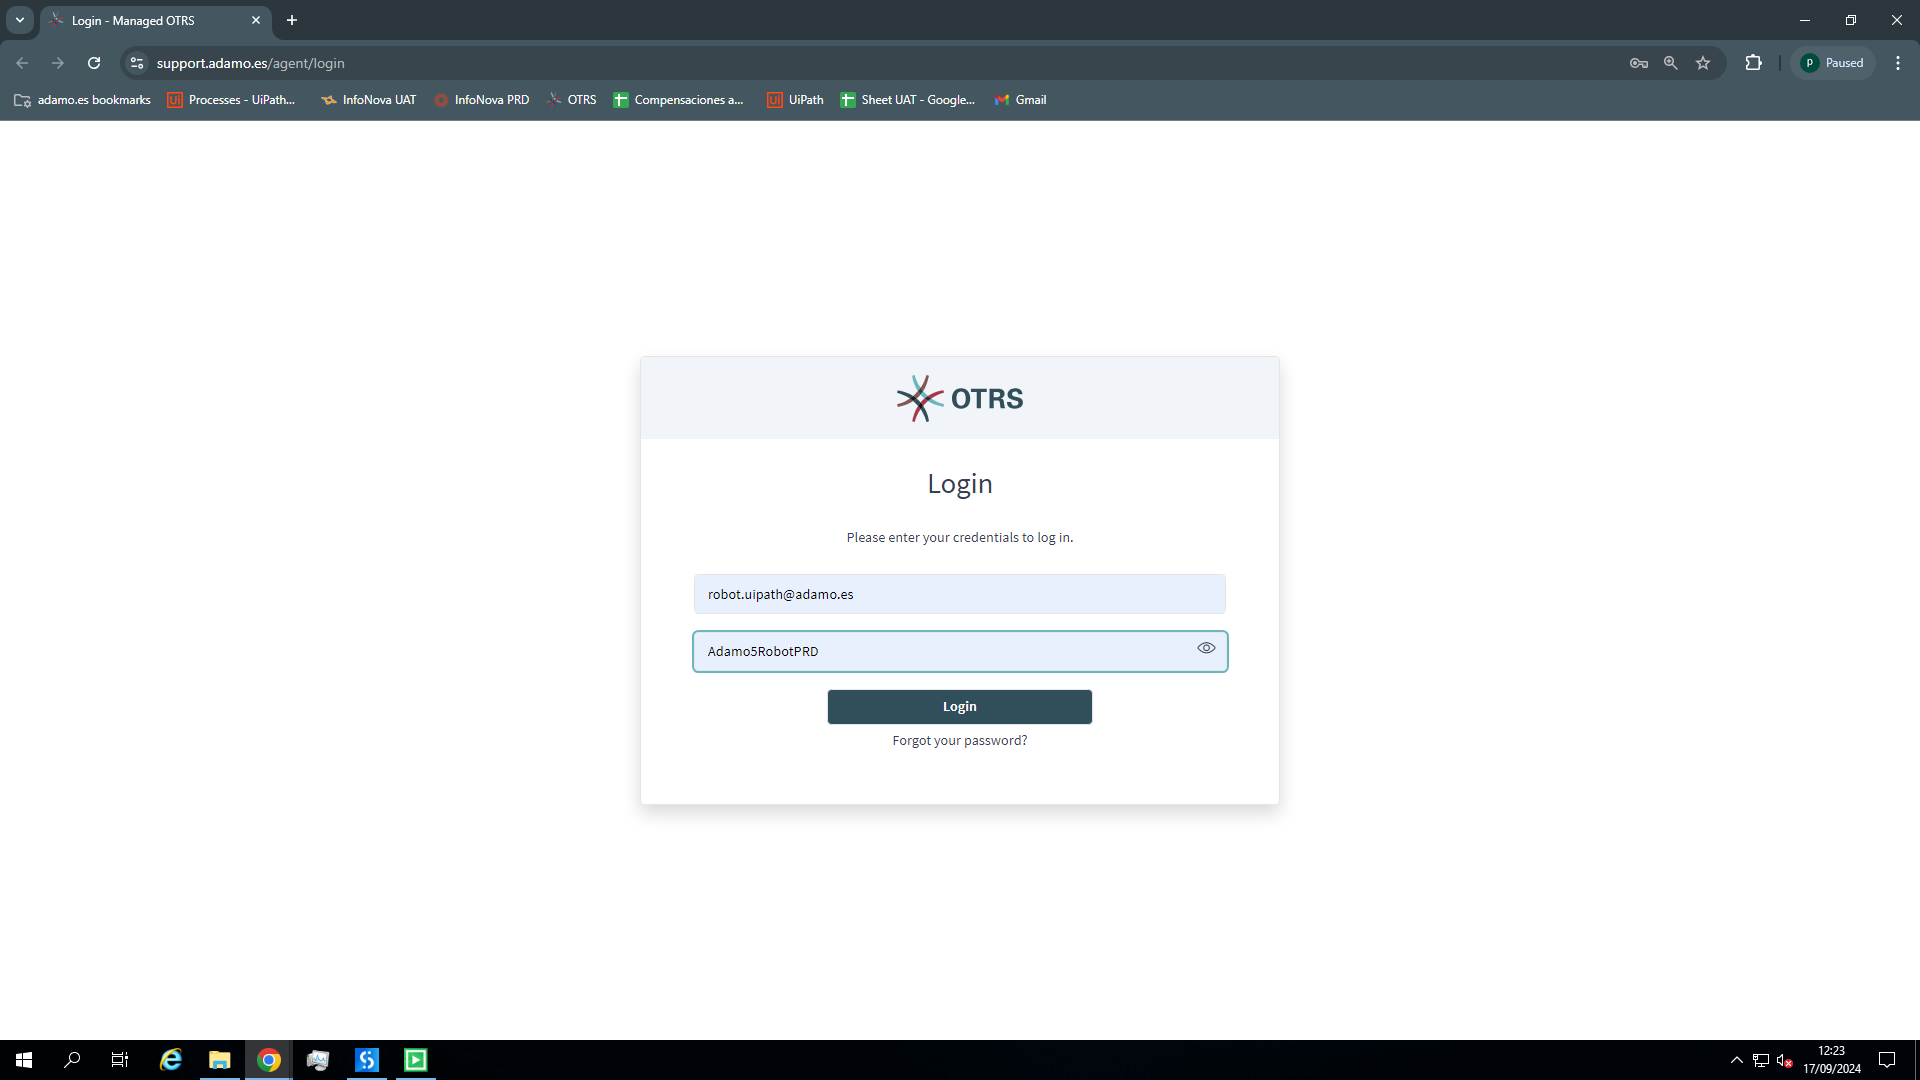 Login - Managed OTRS
support.adamo.es/agent/login
Paused
adamo.es bookmarks
Processes - UiPath...
InfoNova UAT
InfoNova PRD
OTRS
Compensaciones a...
UiPath
Sheet UAT - Google...
Gmail
OTRS
Login
Please enter your credentials to log in.
robot.uipath@adamo.es
Adamo5RobotPRD
Login
Forgot your password?
12:23
17/09/2024